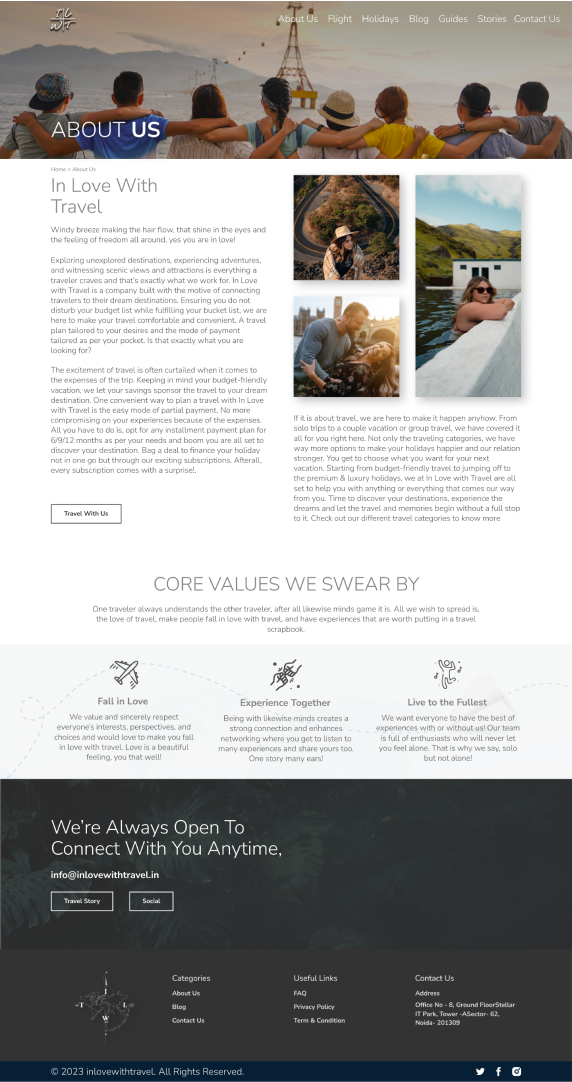 I L
W T
About Us Flight Holidays Blog Guides Stories Contact Us
ABOUT US
Home > About Us
In Love With
Travel
Windy breeze making the hair flow, that shine in the eyes and
the feeling of freedom all around, yes you are in love!
Exploring unexplored destinations, experiencing adventures,
and witnessing scenic views and attractions is everything a
traveler craves and that's exactly what we work for. In Love
with Travel is a company built with the motive of connecting
travelers to their dream destinations. Ensuring you do not
disturb your budget list while fulfilling your bucket list, we are
here to make your travel comfortable and convenient. A travel
plan tailored to your desires and the mode of payment
tailored as per your pocket. Is that exactly what you are
looking for?
The excitement of travel is often curtailed when it comes to
the expenses of the trip. Keeping in mind your budget-friendly
vacation, we let your savings sponsor the travel to your dream
destination. One convenient way to plan a travel with In Love
with Travel is the easy mode of partial payment. No more
compromising on your experiences because of the expenses.
All you have to do is, opt for any installment payment plan for
6/9/12 months as per your needs and boom you are all set to
discover your destination. Bag a deal to finance your holiday
not in one go but through our exciting subscriptions. Afterall,
every subscription comes with a surprise!.
Travel With Us
If it is about travel, we are here to make it happen anyhow. From
solo trips to a couple vacation or group travel, we have covered it
all for you right here. Not only the traveling categories, we have
way more options to make your holidays happier and our relation
stronger. You get to choose what you want for your next
vacation. Starting from budget-friendly travel to jumping off to
the premium & luxury holidays, we at In Love with Travel are all
set to help you with anything or everything that comes our way
from you. Time to discover your destinations, experience the
dreams and let the travel and memories begin without a full stop
to it. Check out our different travel categories to know more
CORE VALUES WE SWEAR BY
One traveler always understands the other traveler, after all likewise minds game it is. All we wish to spread is,
the love of travel, make people fall in love with travel, and have experiences that are worth putting in a travel
scrapbook.
Fall in Love
We value and sincerely respect
everyone's interests, perspectives, and
choices and would love to make you fall
in love with travel. Love is a beautiful
feeling, you that well!
Experience Together
Being with likewise minds creates a
strong connection and enhances
networking where you get to listen to
many experiences and share yours too.
One story many ears!
Live to the Fullest
We want everyone to have the best of
experiences with or without us! Our team
is full of enthusiasts who will never let
you feel alone. That is why we say, solo
but not alone!
We're Always Open To
Connect With You Anytime,
info@inlovewithtravel.in
Travel Story Social
T I L
W
Categories
About Us
Blog
Contact Us
Useful Links
FAQ
Privacy Policy
Term & Condition
Contact Us
Address
Office No - 8, Ground FloorStellar
IT Park, Tower -ASector- 62,
Noida- 201309
© 2023 inlovewithtravel. All Rights Reserved.